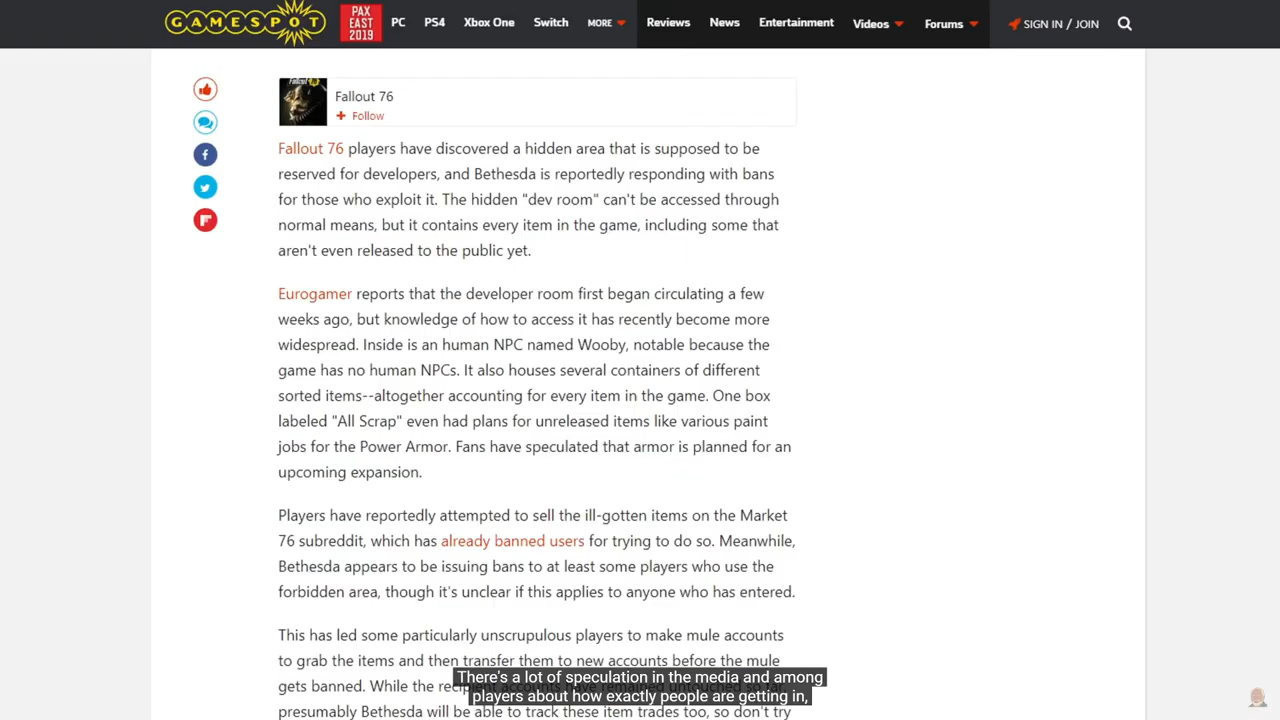 GAMESPOT
PAX
EAST
2019
PC PS4 Xbox One Switch MORE Reviews News Entertainment Videos Forums SIGN IN / JOIN
Fallout 76
+ Follow
Fallout 76 players have discovered a hidden area that is supposed to be
reserved for developers, and Bethesda is reportedly responding with bans
for those who exploit it. The hidden "dev room" can't be accessed through
normal means, but it contains every item in the game, including some that
aren't even released to the public yet.
Eurogamer reports that the developer room first began circulating a few
weeks ago, but knowledge of how to access it has recently become more
widespread. Inside is an human NPC named Wooby, notable because the
game has no human NPCs. It also houses several containers of different
sorted items--altogether accounting for every item in the game. One box
labeled "All Scrap" even had plans for unreleased items like various paint
jobs for the Power Armor. Fans have speculated that armor is planned for an
upcoming expansion.
Players have reportedly attempted to sell the ill-gotten items on the Market
76 subreddit, which has already banned users for trying to do so. Meanwhile,
Bethesda appears to be issuing bans to at least some players who use the
forbidden area, though it's unclear if this applies to anyone who has entered.
This has led some particularly unscrupulous players to make mule accounts
to grab the items and then transfer them to new accounts before the mule
There's a lot of speculation in the media and among
gets banned. While the
players about how exactly people are getting in,
presumably Bethesda will be able to track these item trades too, so don't try